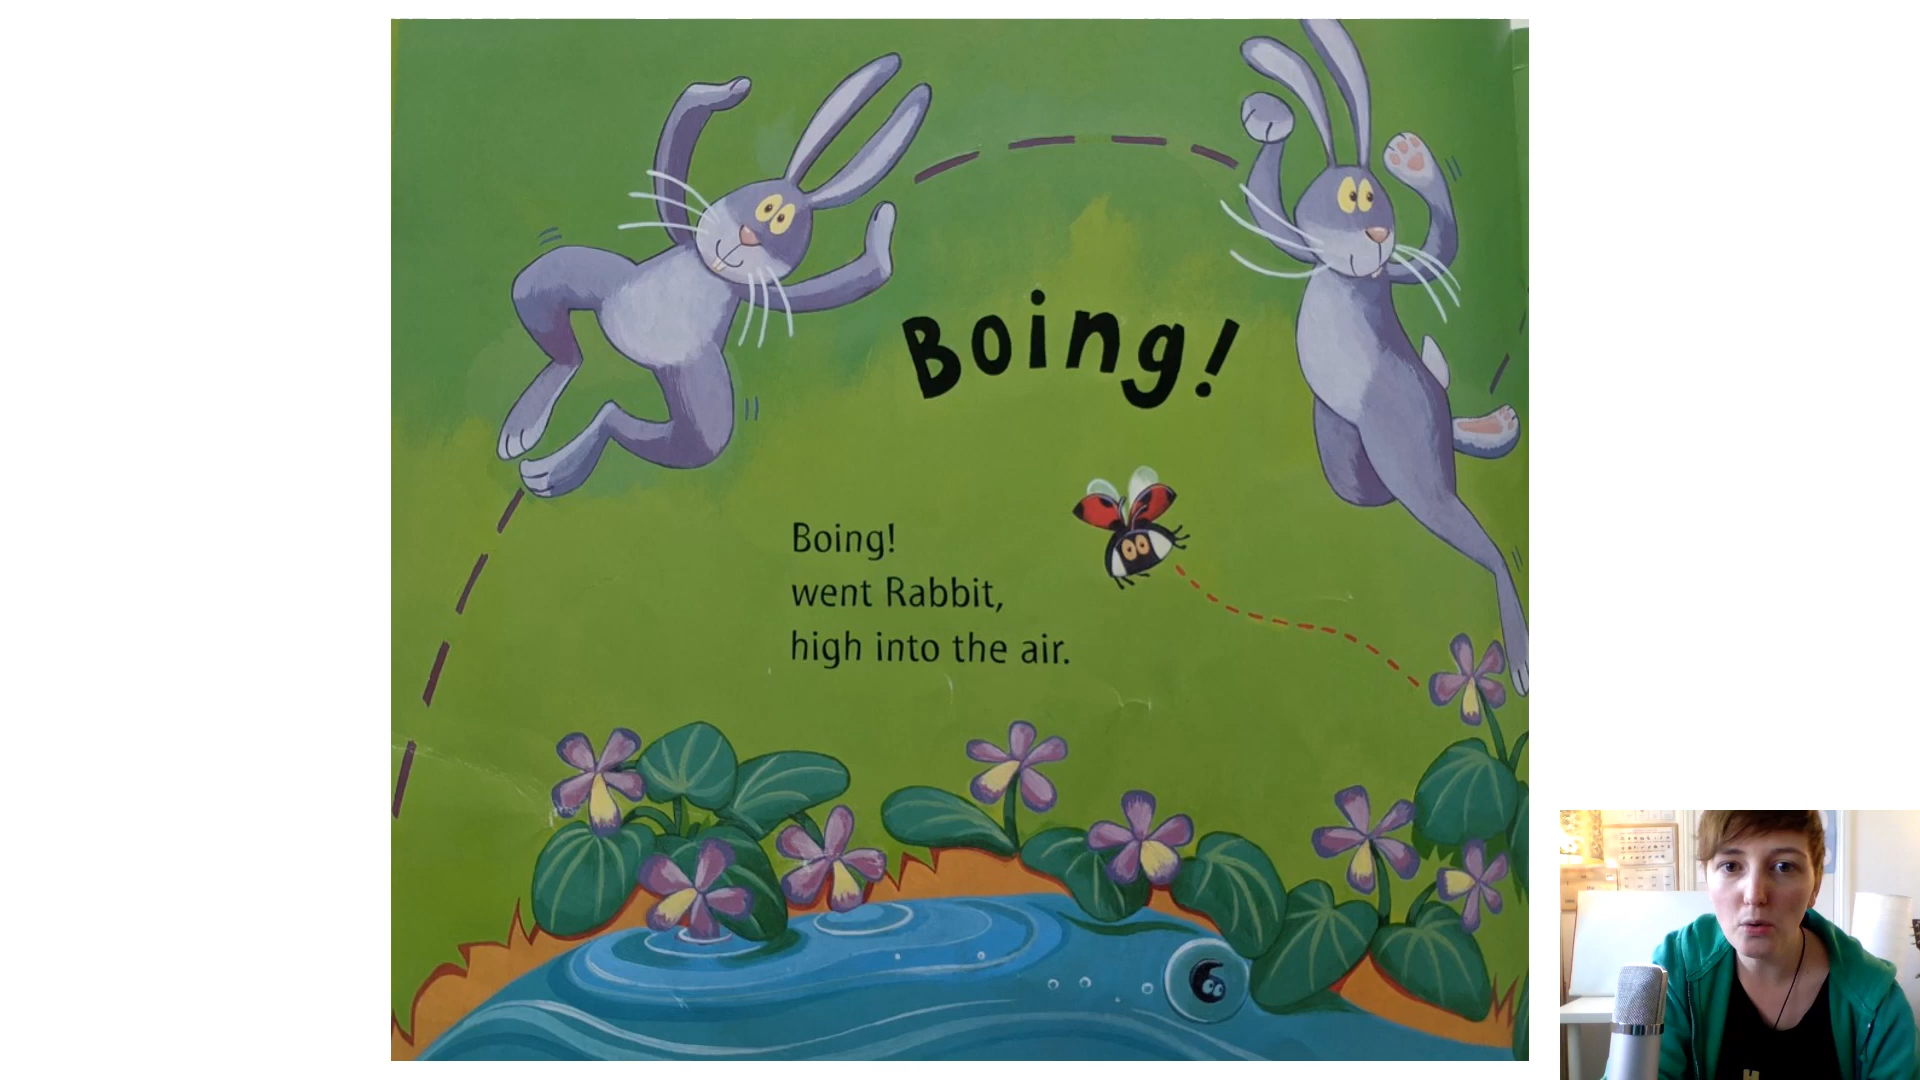 Boing!
Boing!
went Rabbit,
high into the air.